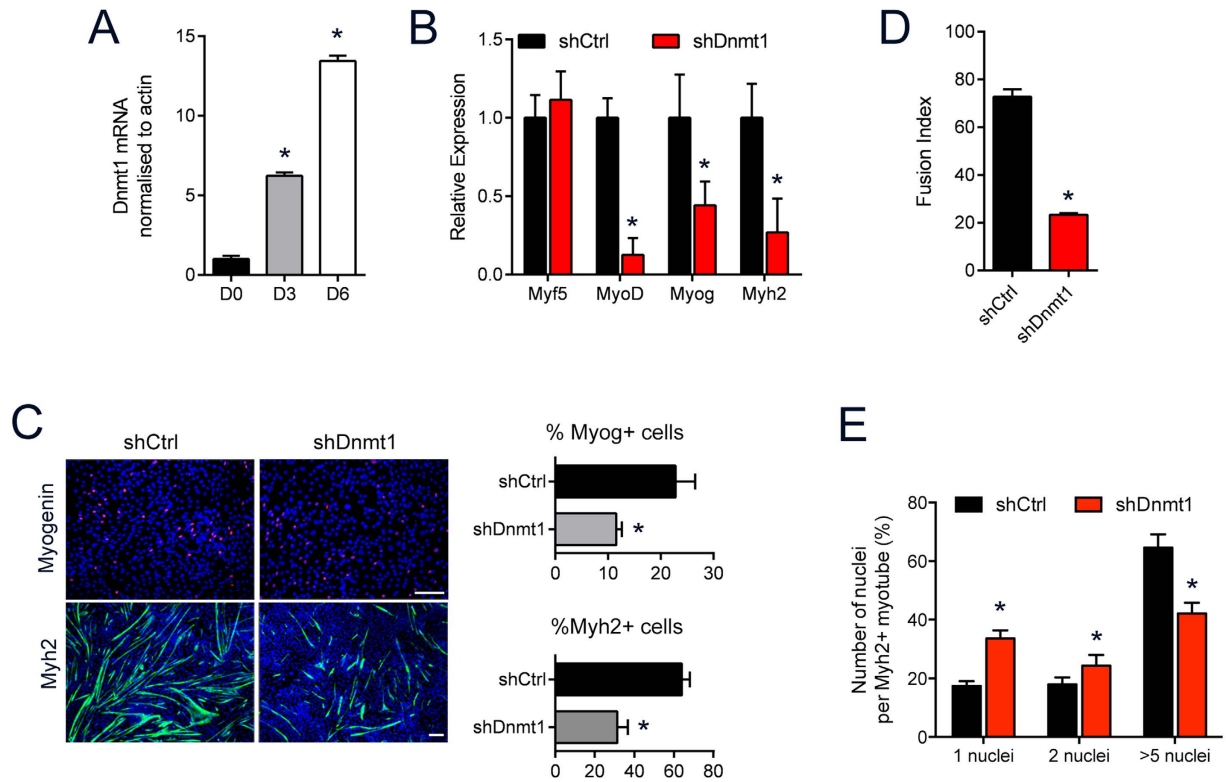 A
Dnmt1 mRNA
normalised to actin
15
10
5
0
*
*
D0 D3 D6
B
shCtrl shDnmt1
Relative Expression
1.5
1.0
0.5
0.0
*
*
*
Myf5 MyoD Myog Myh2
D
Fusion Index
100
80
60
40
20
0
*
shCtrl
shDnmt1
C
shCtrl shDnmt1
Myogenin
Myh2
% Myog+ cells
shCtrl
shDnmt1 *
0 10 20 30
%Myh2+ cells
shCtrl
shDnmt1 *
0 20 40 60 80
E
shCtrl shDnmt1
Number of nuclei
per Myh2+ myotube (%)
80
60
40
20
0
*
*
*
1 nuclei 2 nuclei >5 nuclei